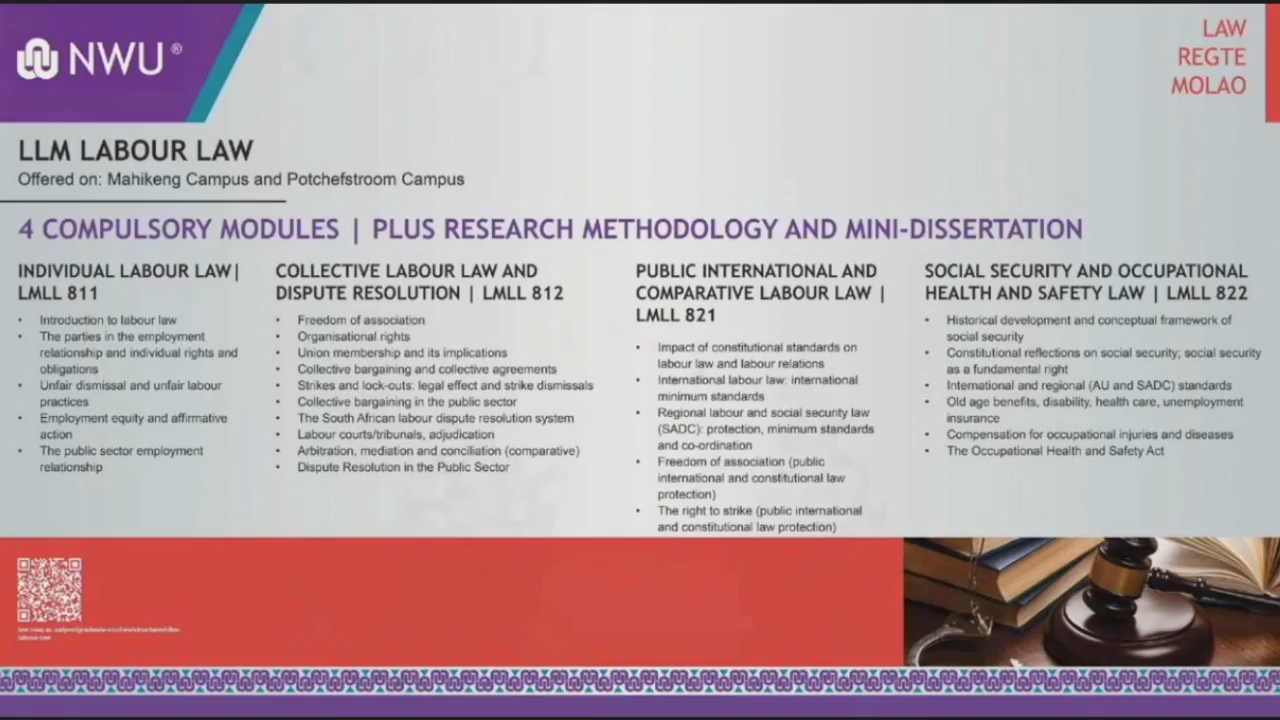 NWU®
LAW
REGTE
MOLAO
LLM LABOUR LAW
Offered on: Mahikeng Campus and Potchefstroom Campus
4 COMPULSORY MODULES | PLUS RESEARCH METHODOLOGY AND MINI-DISSERTATION
INDIVIDUAL LABOUR LAW|
LMLL 811
• Introduction to labour law
• The parties in the employment
relationship and individual rights and
obligations
• Unfair dismissal and unfair labour
practices
• Employment equity and affirmative
action
• The public sector employment
relationship
COLLECTIVE LABOUR LAW AND
DISPUTE RESOLUTION | LMLL 812
• Freedom of association
• Organisational rights
• Union membership and its implications
• Collective bargaining and collective agreements
• Strikes and lock-outs: legal effect and strike dismissals
• Collective bargaining in the public sector
• The South African labour dispute resolution system
• Labour courts/tribunals, adjudication
• Arbitration, mediation and conciliation (comparative)
• Dispute Resolution in the Public Sector
PUBLIC INTERNATIONAL AND
COMPARATIVE LABOUR LAW |
LMLL 821
• Impact of constitutional standards on
labour law and labour relations
• International labour law: international
minimum standards
• Regional labour and social security law
(SADC): protection, minimum standards
and co-ordination
• Freedom of association (public
international and constitutional law
protection)
• The right to strike (public international
and constitutional law protection)
SOCIAL SECURITY AND OCCUPATIONAL
HEALTH AND SAFETY LAW | LMLL 822
• Historical development and conceptual framework of
social security
• Constitutional reflections on social security; social security
as a fundamental right
• International and regional (AU and SADC) standards
• Old age benefits, disability, health care, unemployment
insurance
• Compensation for occupational injuries and diseases
• The Occupational Health and Safety Act